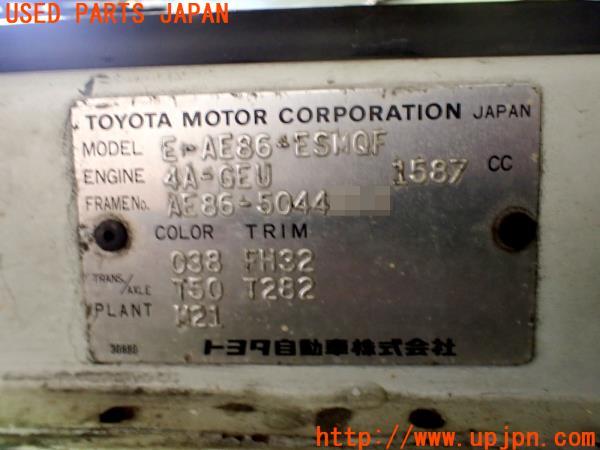 USED PARTS JAPAN
TOYOTA MOTOR CORPORATION JAPAN
MODEL E-AE86-ESMQF
ENGINE 4A-GEU 1587 CC
FRAME No. AE86-5044
COLOR TRIM
038 FH32
TRANS/AXLE T50 T282
PLANT M21
トヨタ自動車株式会社
http://www.upjpn.com